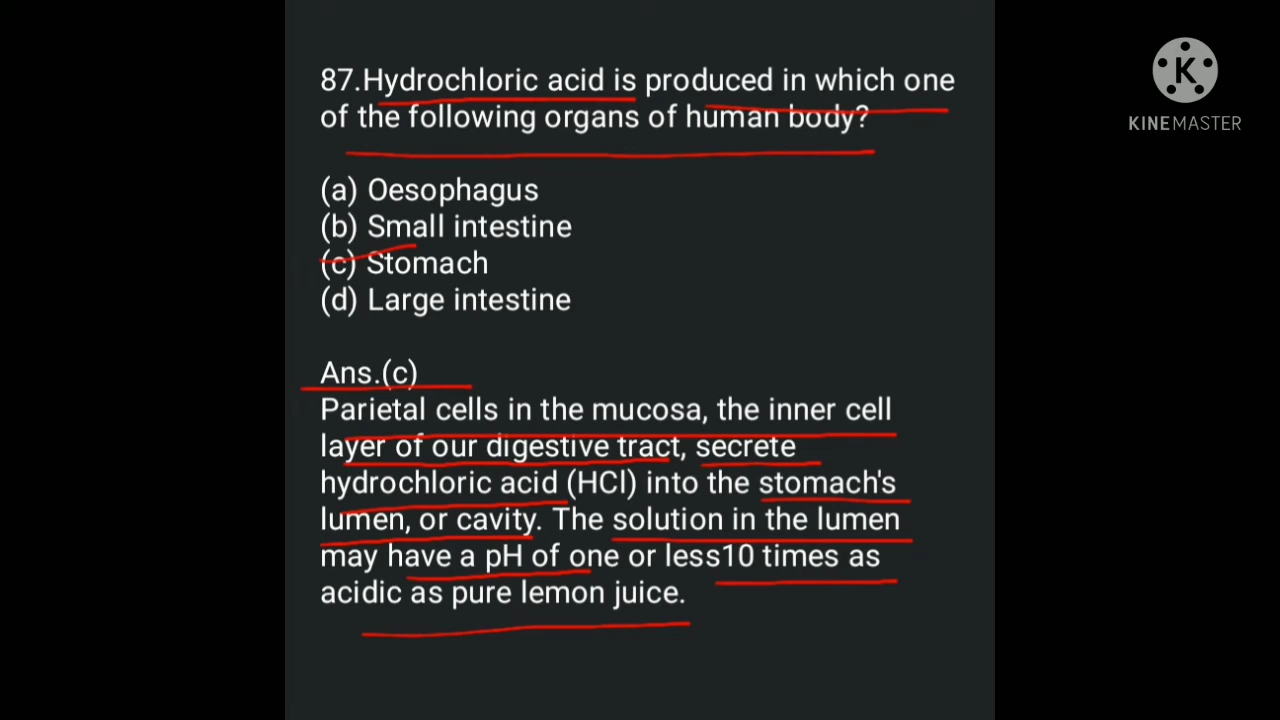 87.Hydrochloric acid is produced in which one
of the following organs of human body?
(a) Oesophagus
(b) Small intestine
(c) Stomach
(d) Large intestine
Ans.(c)
Parietal cells in the mucosa, the inner cell
layer of our digestive tract, secrete
hydrochloric acid (HCl) into the stomach's
lumen, or cavity. The solution in the lumen
may have a pH of one or less10 times as
acidic as pure lemon juice.
K
KINEMASTER